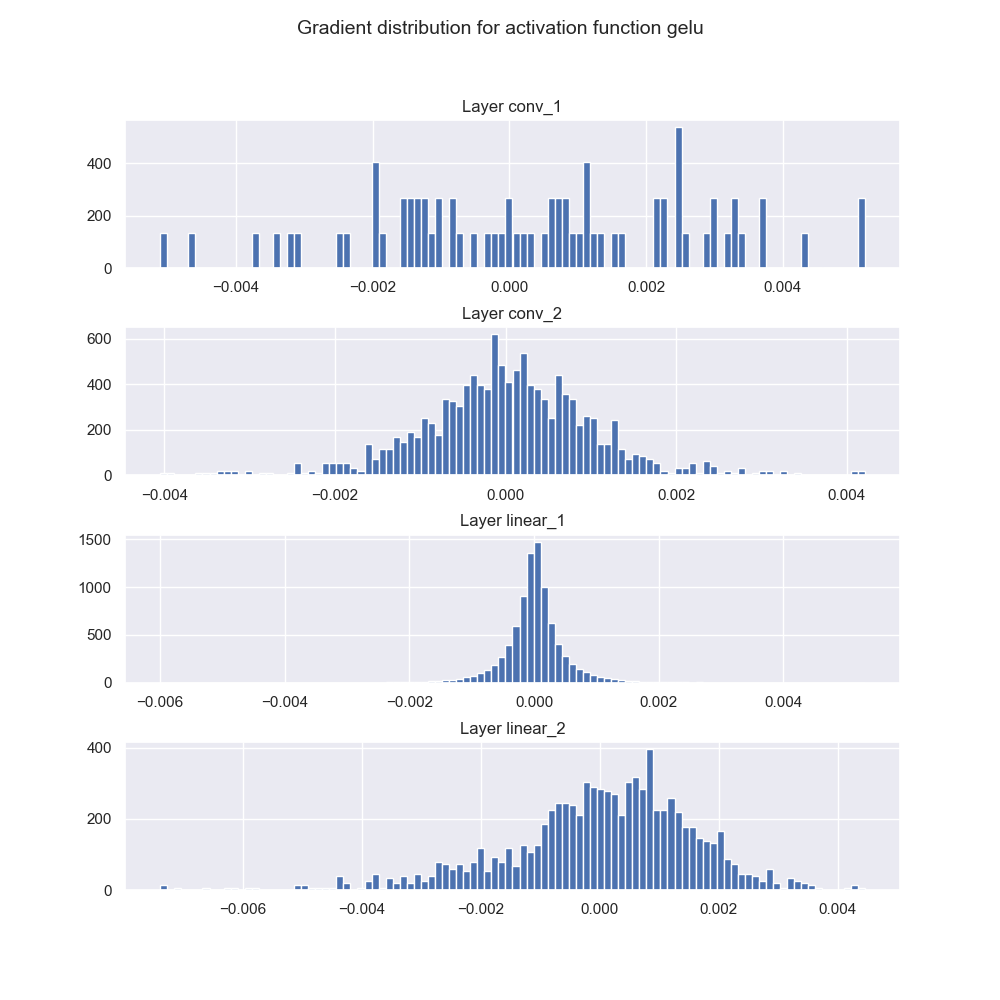 Gradient distribution for activation function gelu
Layer conv_1
400
200
0
−0.004 −0.002 0.000 0.002 0.004
Layer conv_2
600
400
200
0
−0.004 −0.002 0.000 0.002 0.004
Layer linear_1
1500
1000
500
0
−0.006 −0.004 −0.002 0.000 0.002 0.004
Layer linear_2
400
200
0
−0.006 −0.004 −0.002 0.000 0.002 0.004